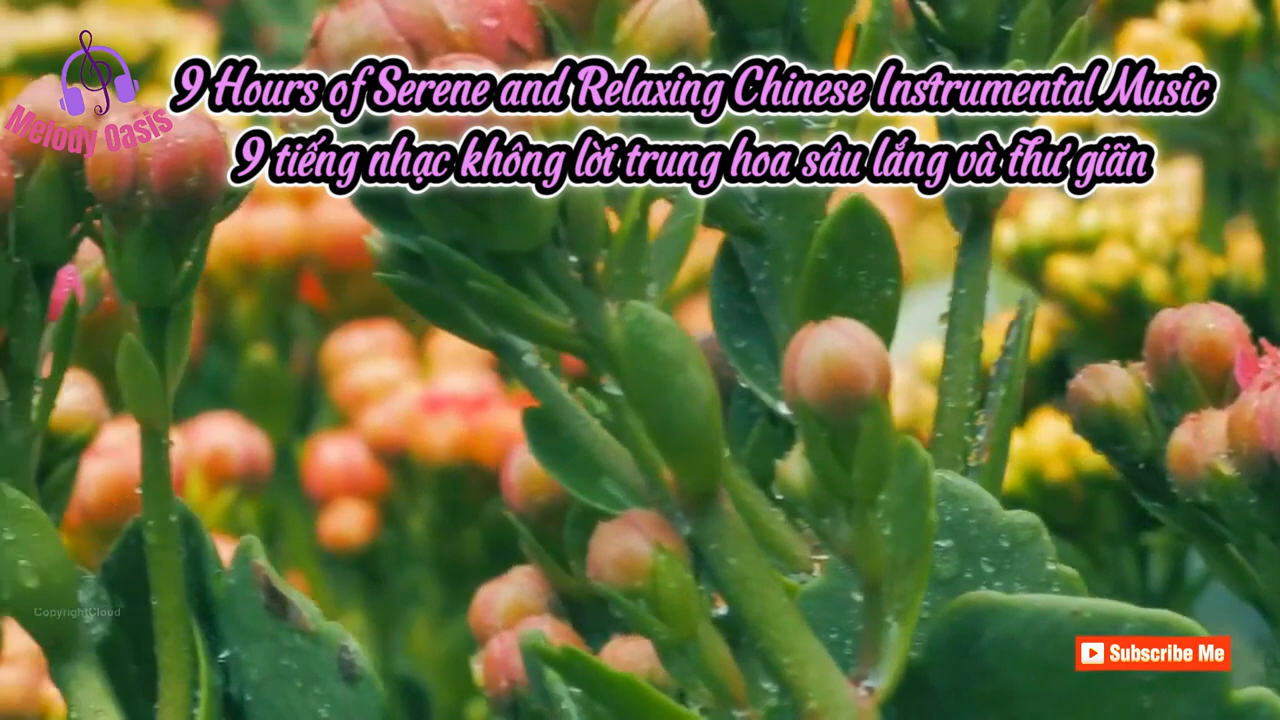 9 Hours of Serene and Relaxing Chinese Instrumental Music
9 tiếng nhạc không lời trung hoa sâu lắng và thư giãn
Melody Oasis
CopyrightCloud
Subscribe Me